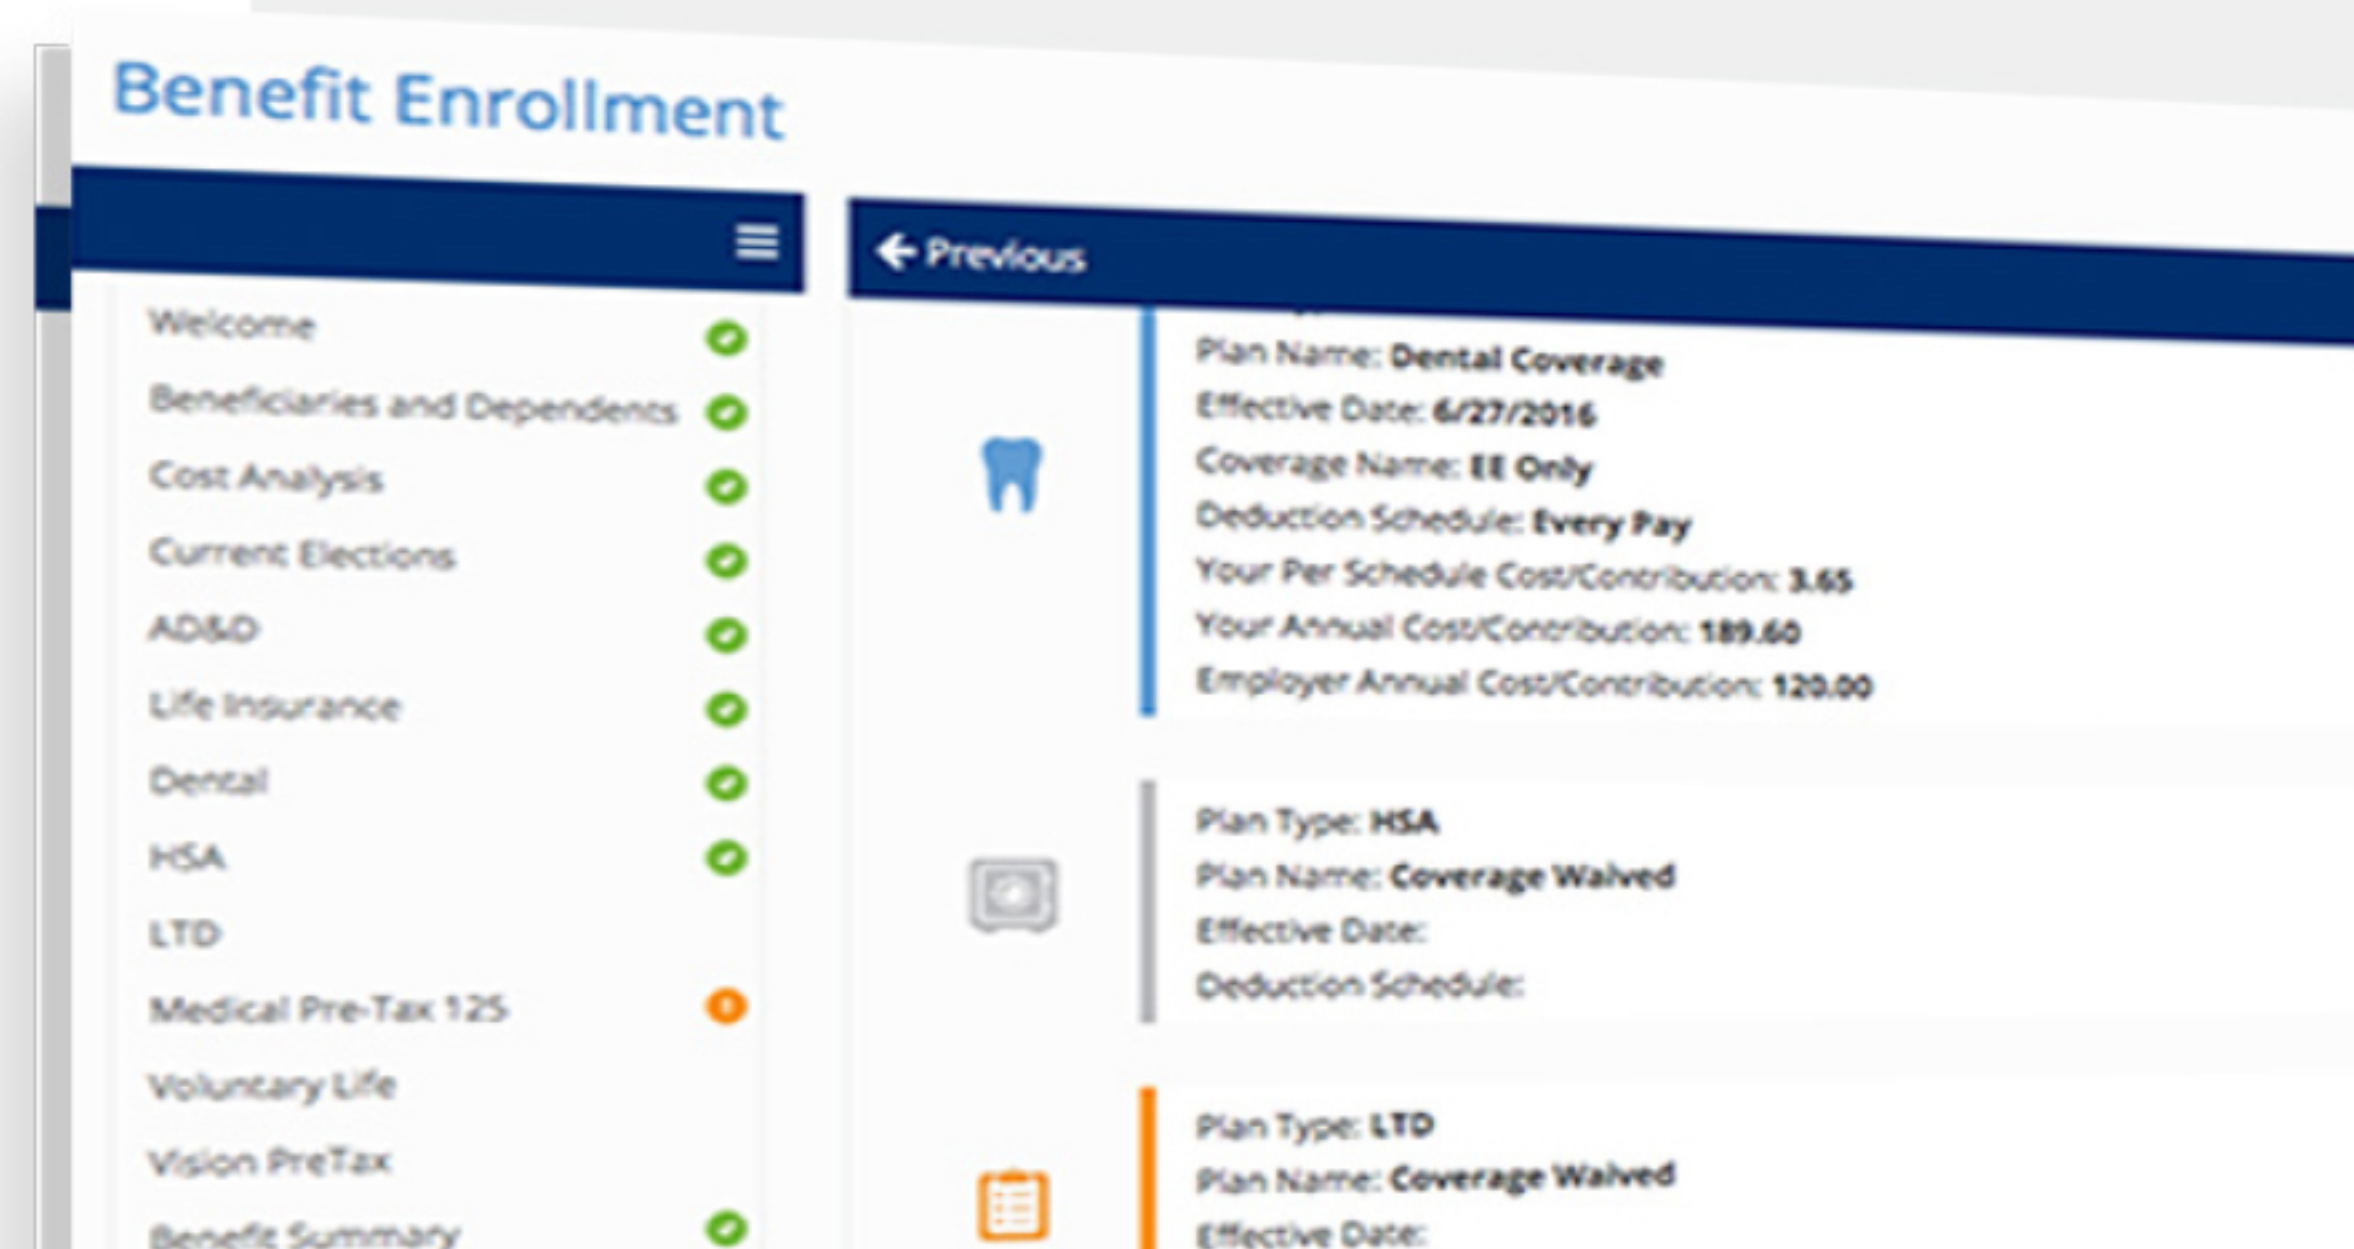 Benefit Enrollment
Welcome
Beneficiaries and Dependents
Cost Analysis
Current Elections
AD&D
Life Insurance
Dental
HSA
LTD
Medical Pre-Tax 125
Voluntary Life
Vision PreTax
Benefit Summary
Previous
Plan Name: Dental Coverage
Effective Date: 6/27/2016
Coverage Name: EE Only
Deduction Schedule: Every Pay
Your Per Schedule Cost/Contribution: 3.65
Your Annual Cost/Contribution: 189.60
Employer Annual Cost/Contribution: 120.00
Plan Type: HSA
Plan Name: Coverage Waived
Effective Date:
Deduction Schedule:
Plan Type: LTD
Plan Name: Coverage Waived
Effective Date: